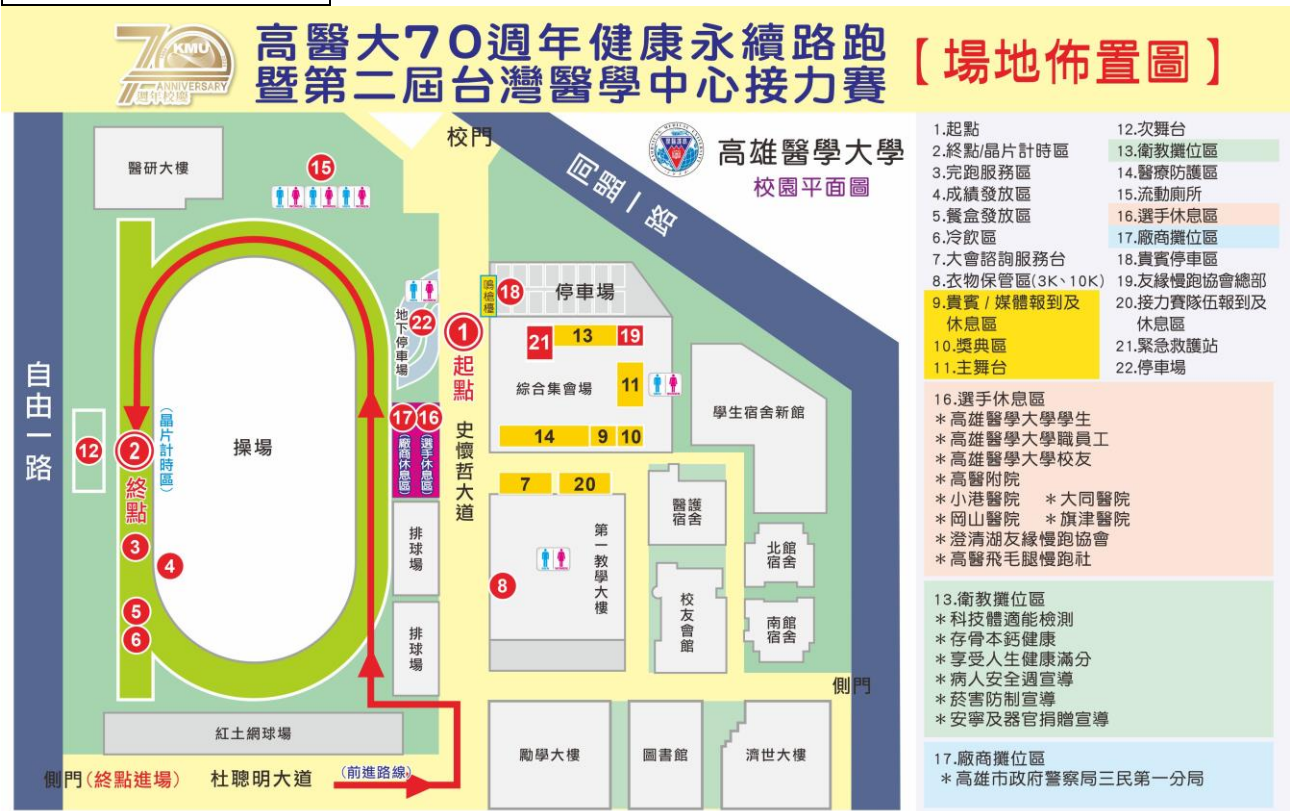 70
KMU
ANNIVERSARY
週年校慶
高醫大70週年健康永續路跑
暨第二屆台灣醫學中心接力賽
【場地佈置圖】
校門
同盟一路
高雄醫學大學
校園平面圖
醫研大樓
15
自由一路
鳴槍檯
18
停車場
22
地下停車場
1
起點
21
13
19
綜合集會場
11
14
9
10
學生宿舍新館
17
(廠商休息區)
16
(選手休息區)
史懷哲大道
12
2
終點
(晶片計時區)
操場
3
4
5
6
排球場
排球場
7
20
8
第一教學大樓
醫護宿舍
北館宿舍
校友會館
南館宿舍
側門
紅土網球場
勵學大樓
圖書館
濟世大樓
側門(終點進場)
杜聰明大道
(前進路線)
1.起點
2.終點/晶片計時區
3.完跑服務區
4.成績發放區
5.餐盒發放區
6.冷飲區
7.大會諮詢服務台
8.衣物保管區(3K、10K)
9.貴賓/媒體報到及
休息區
10.獎典區
11.主舞台
12.次舞台
13.衛教攤位區
14.醫療防護區
15.流動廁所
16.選手休息區
17.廠商攤位區
18.貴賓停車區
19.友緣慢跑協會總部
20.接力賽隊伍報到及
休息區
21.緊急救護站
22.停車場
16.選手休息區
＊高雄醫學大學學生
＊高雄醫學大學職員工
＊高雄醫學大學校友
＊高醫附院
＊小港醫院 ＊大同醫院
＊岡山醫院 ＊旗津醫院
＊澄清湖友緣慢跑協會
＊高醫飛毛腿慢跑社
13.衛教攤位區
＊科技體適能檢測
＊存骨本鈣健康
＊享受人生健康滿分
＊病人安全週宣導
＊菸害防制宣導
＊安寧及器官捐贈宣導
17.廠商攤位區
＊高雄市政府警察局三民第一分局